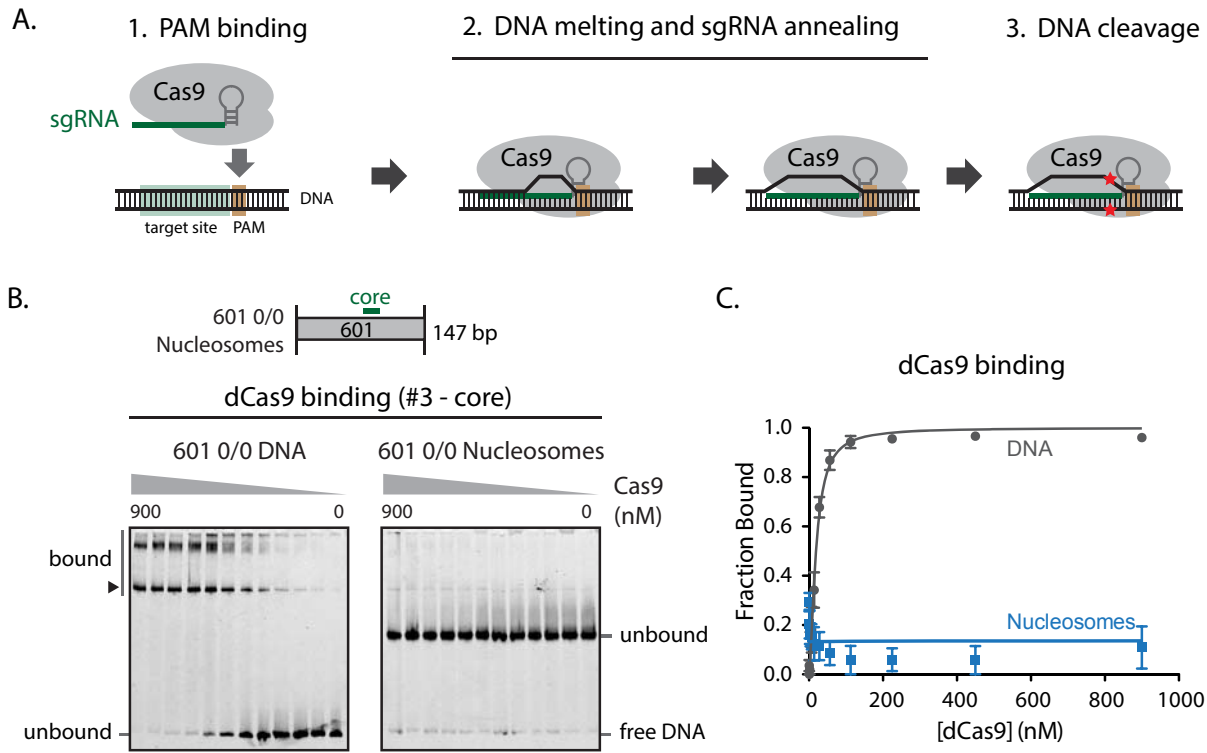 A.
1. PAM binding
2. DNA melting and sgRNA annealing
3. DNA cleavage
Cas9
sgRNA
DNA
target site
PAM
Cas9
Cas9
Cas9
B.
core
601 0/0
Nucleosomes
601
147 bp
dCas9 binding (#3 - core)
601 0/0 DNA
601 0/0 Nucleosomes
Cas9
(nM)
900
0
900
0
bound
unbound
unbound
free DNA
C.
dCas9 binding
Fraction Bound
1.0
0.8
0.6
0.4
0.2
0.0
DNA
Nucleosomes
0
200
400
600
800
1000
[dCas9] (nM)